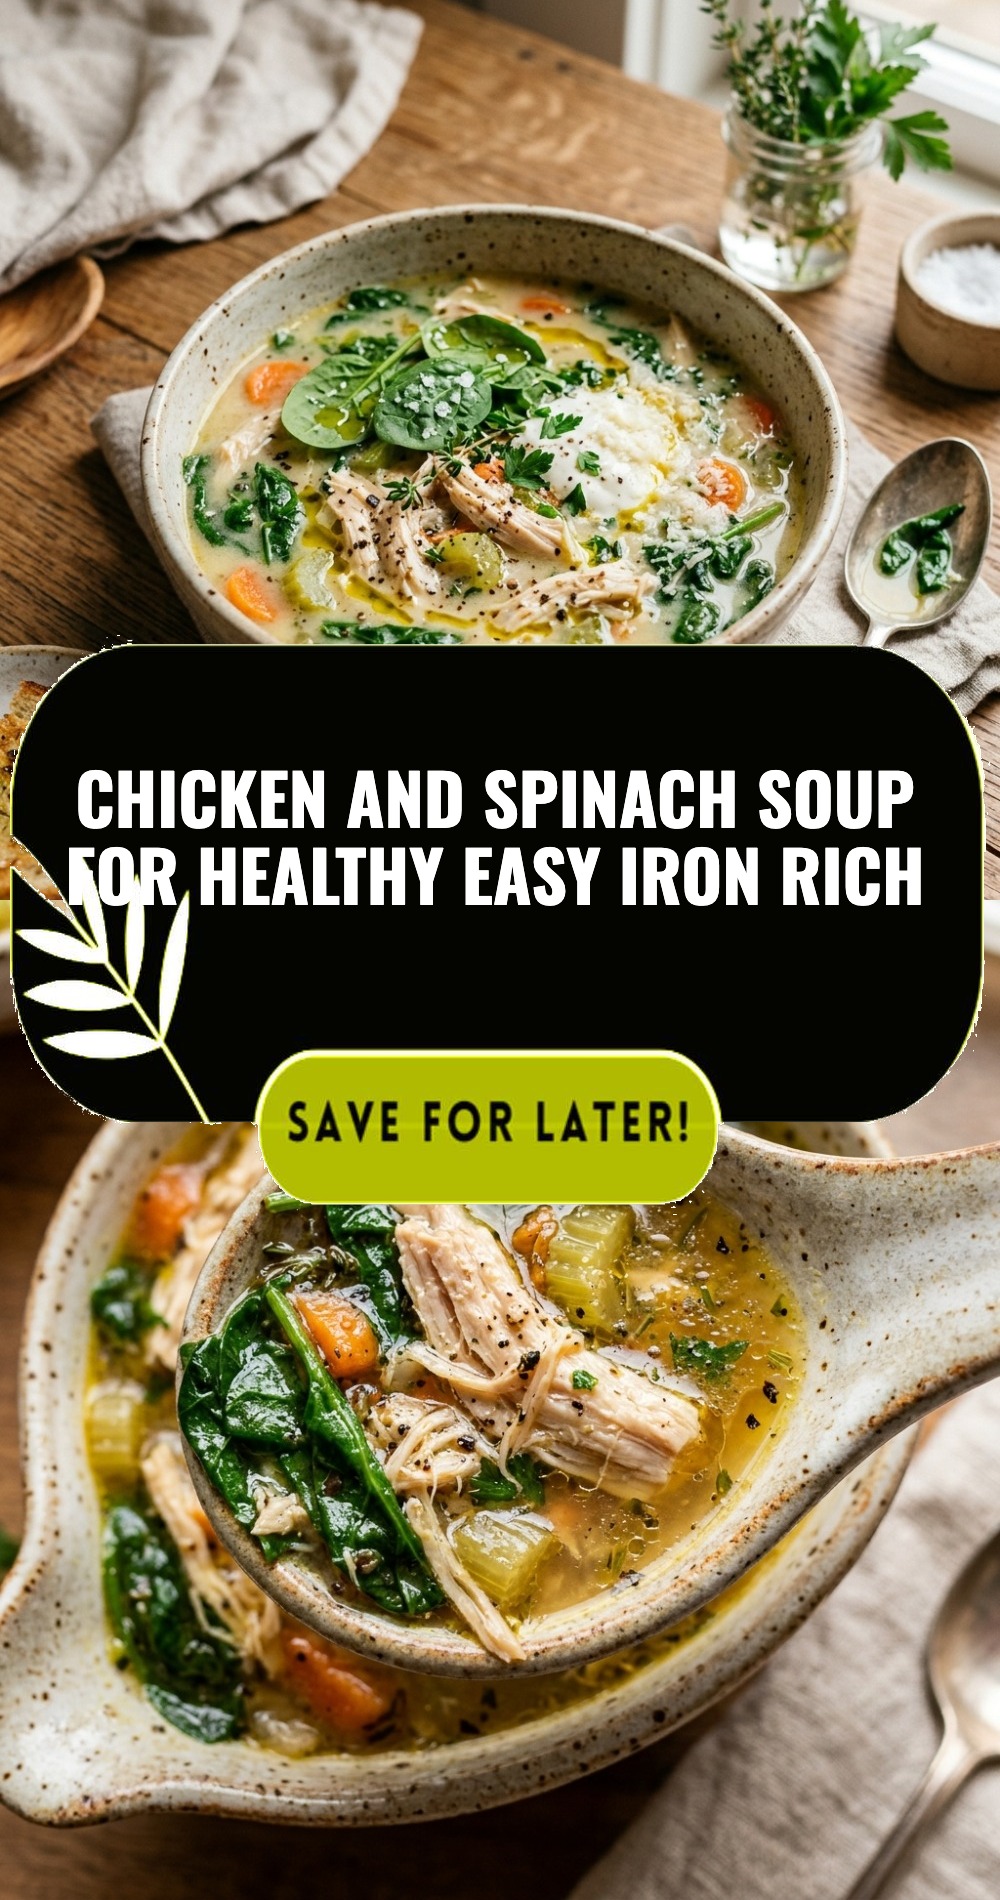 CHICKEN AND SPINACH SOUP
FOR HEALTHY EASY IRON RICH
SAVE FOR LATER!